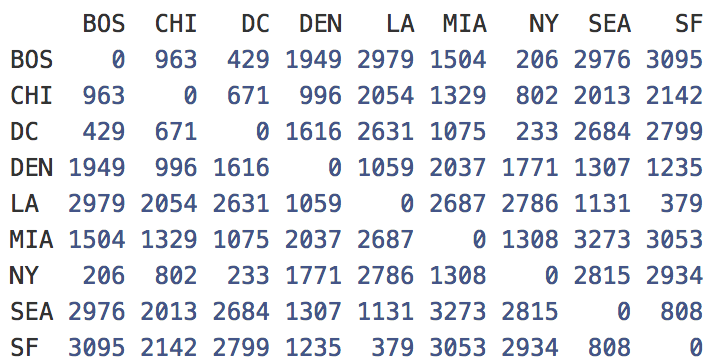 BOS CHI DC DEN LA MIA NY SEA SF
BOS 0 963 429 1949 2979 1504 206 2976 3095
CHI 963 0 671 996 2054 1329 802 2013 2142
DC 429 671 0 1616 2631 1075 233 2684 2799
DEN 1949 996 1616 0 1059 2037 1771 1307 1235
LA 2979 2054 2631 1059 0 2687 2786 1131 379
MIA 1504 1329 1075 2037 2687 0 1308 3273 3053
NY 206 802 233 1771 2786 1308 0 2815 2934
SEA 2976 2013 2684 1307 1131 3273 2815 0 808
SF 3095 2142 2799 1235 379 3053 2934 808 0